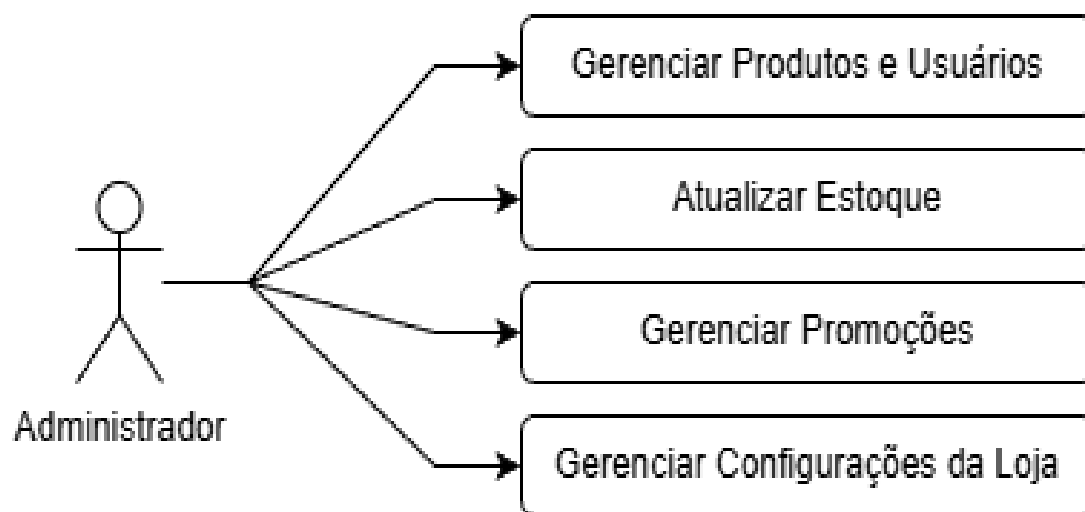 Gerenciar Produtos e Usuários
Atualizar Estoque
Gerenciar Promoções
Gerenciar Configurações da Loja
Administrador